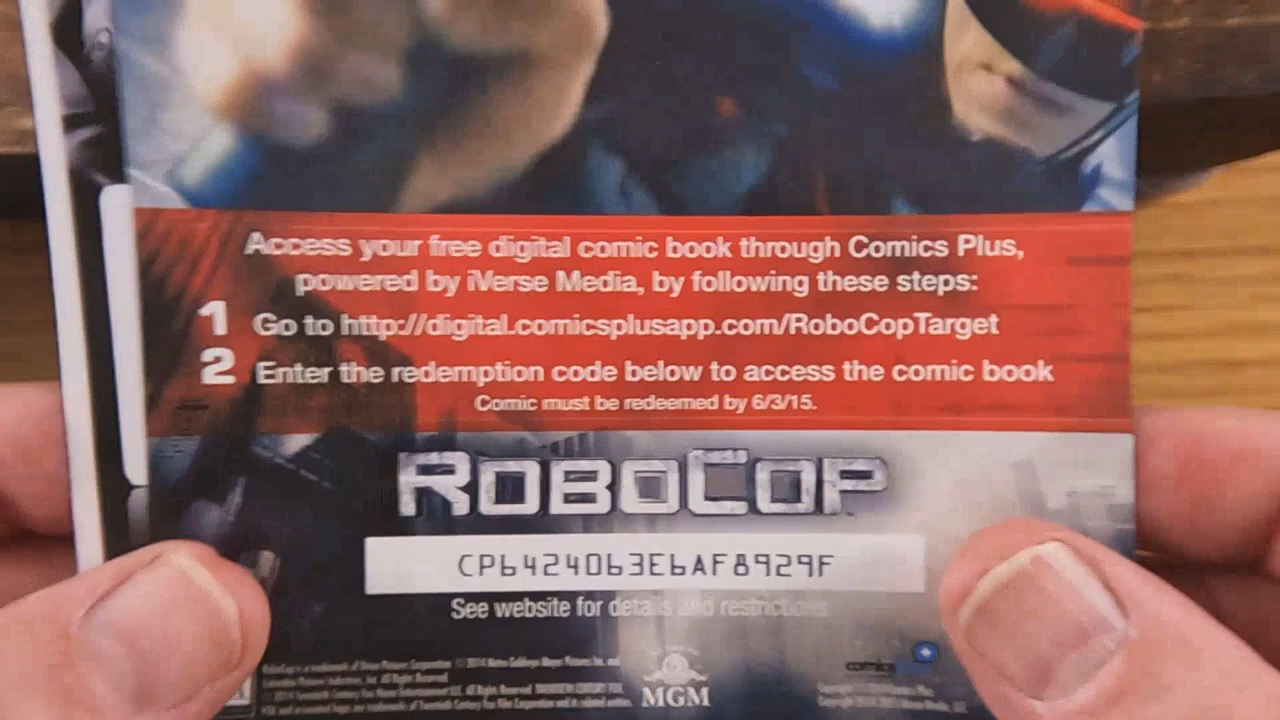 Access your free digital comic book through Comics Plus,
powered by iVerse Media, by following these steps:
1 Go to http://digital.comicsplusapp.com/RoboCopTarget
2 Enter the redemption code below to access the comic book
Comic must be redeemed by 6/3/15.
ROBOCOP
CP6424063E6AF8929F
See website for details and restrictions
MGM